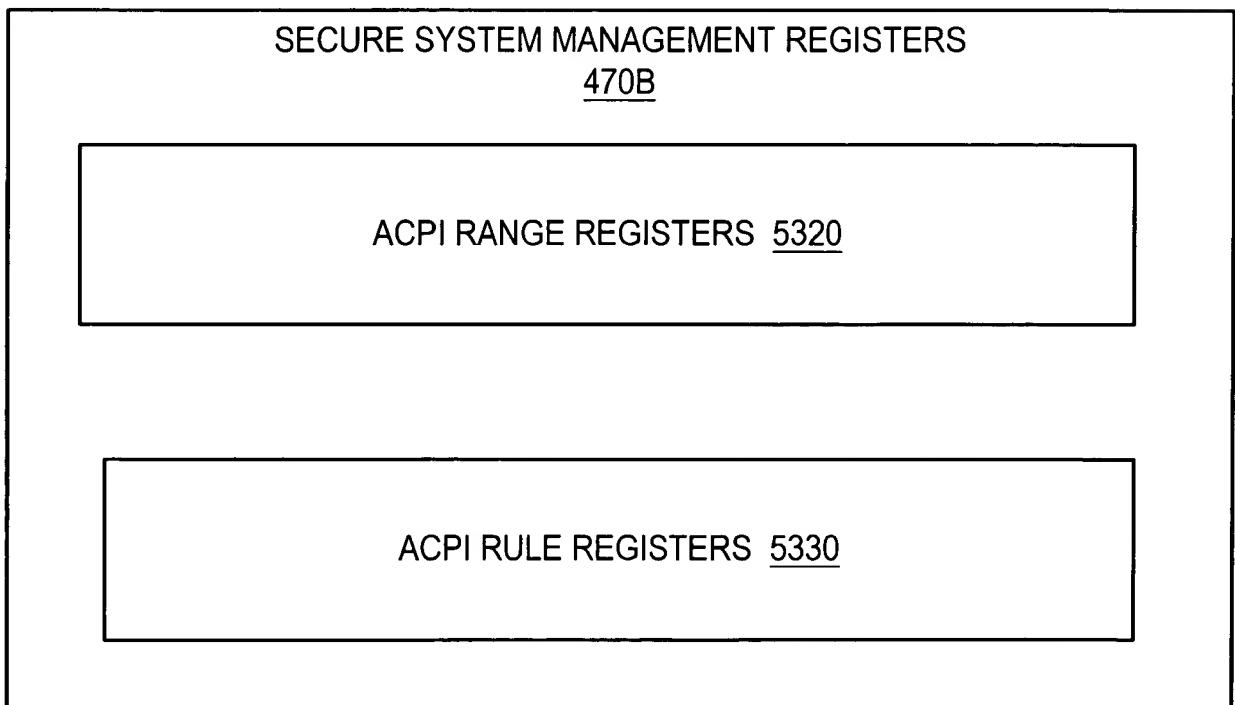 SECURE SYSTEM MANAGEMENT REGISTERS
470B
ACPI RANGE REGISTERS 5320
ACPI RULE REGISTERS 5330